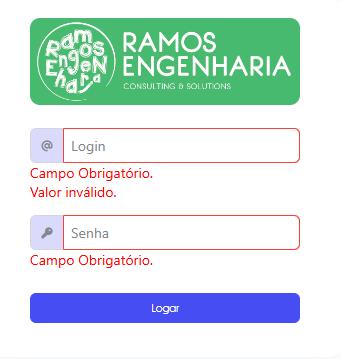 Ramos
Engen
haria
RAMOS
ENGENHARIA
CONSULTING & SOLUTIONS
@
Login
Campo Obrigatório.
Valor inválido.
Senha
Campo Obrigatório.
Logar